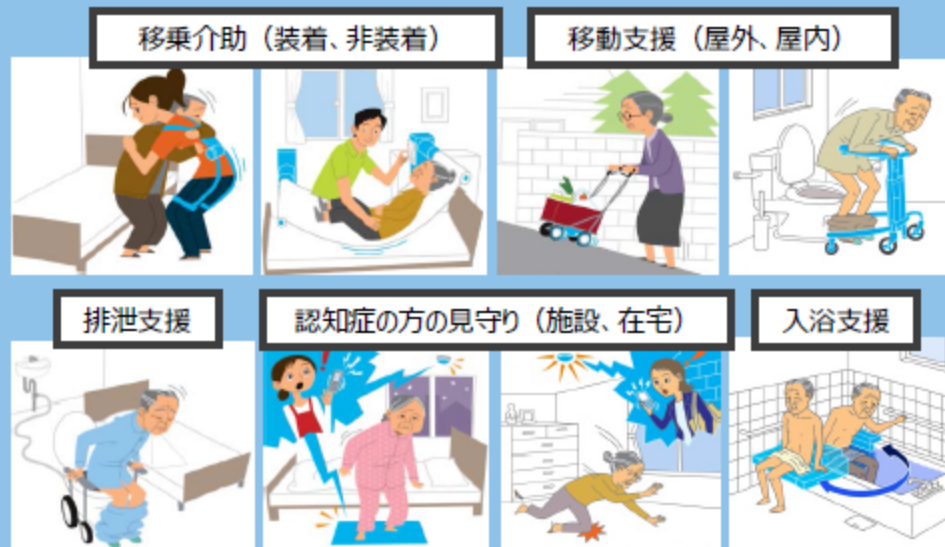 移乗介助（装着、非装着）
移動支援（屋外、屋内）
排泄支援
認知症の方の見守り（施設、在宅）
入浴支援